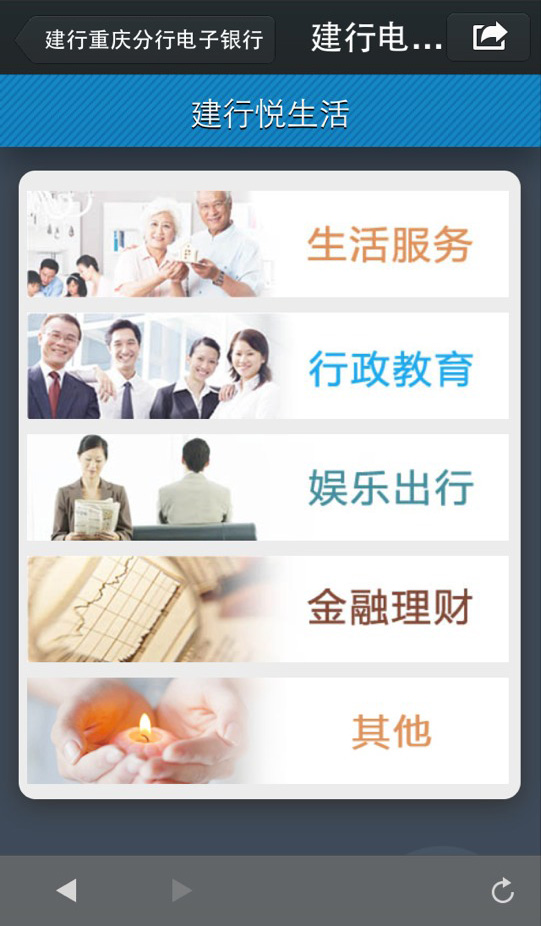 建行重庆分行电子银行
建行电...
建行悦生活
生活服务
行政教育
娱乐出行
金融理财
其他